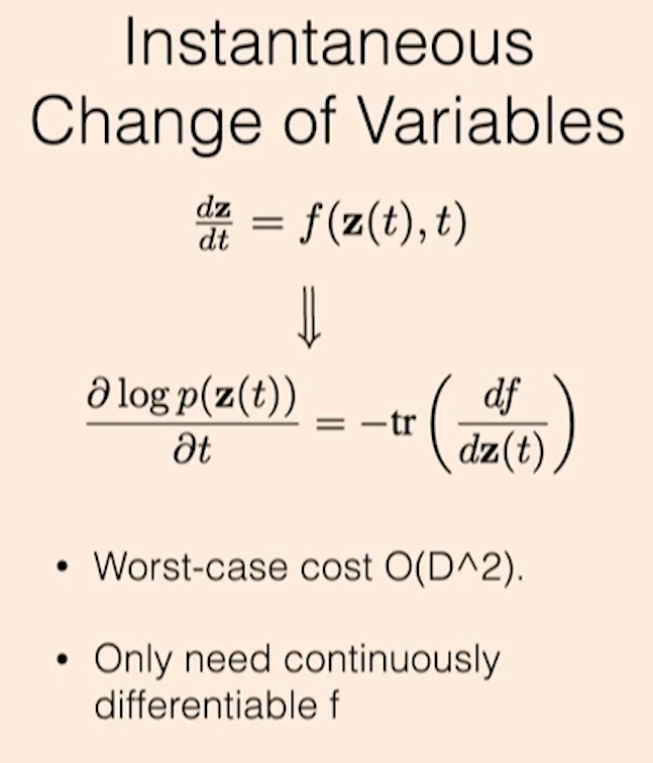 Instantaneous
Change of Variables
dz/dt = f(z(t), t)
⇓
∂ log p(z(t))/∂t = −tr(df/dz(t))
• Worst-case cost O(D^2).
• Only need continuously
differentiable f